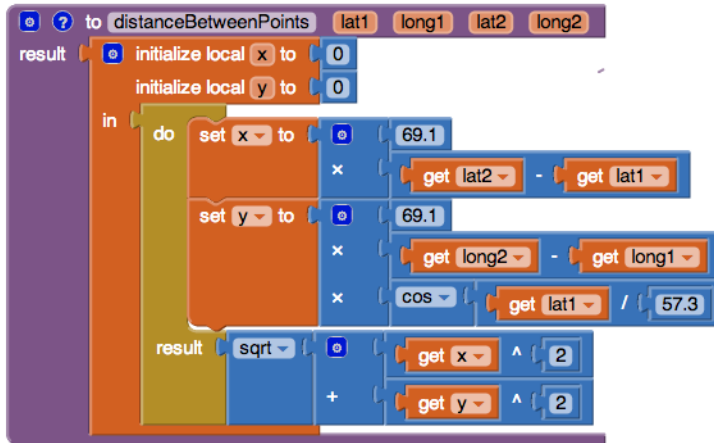 ? to distanceBetweenPoints lat1 long1 lat2 long2
result initialize local x to 0
initialize local y to 0
in do set x to 69.1
× get lat2 - get lat1
set y to 69.1
× get long2 - get long1
× cos get lat1 / 57.3
result sqrt get x ^ 2
+ get y ^ 2